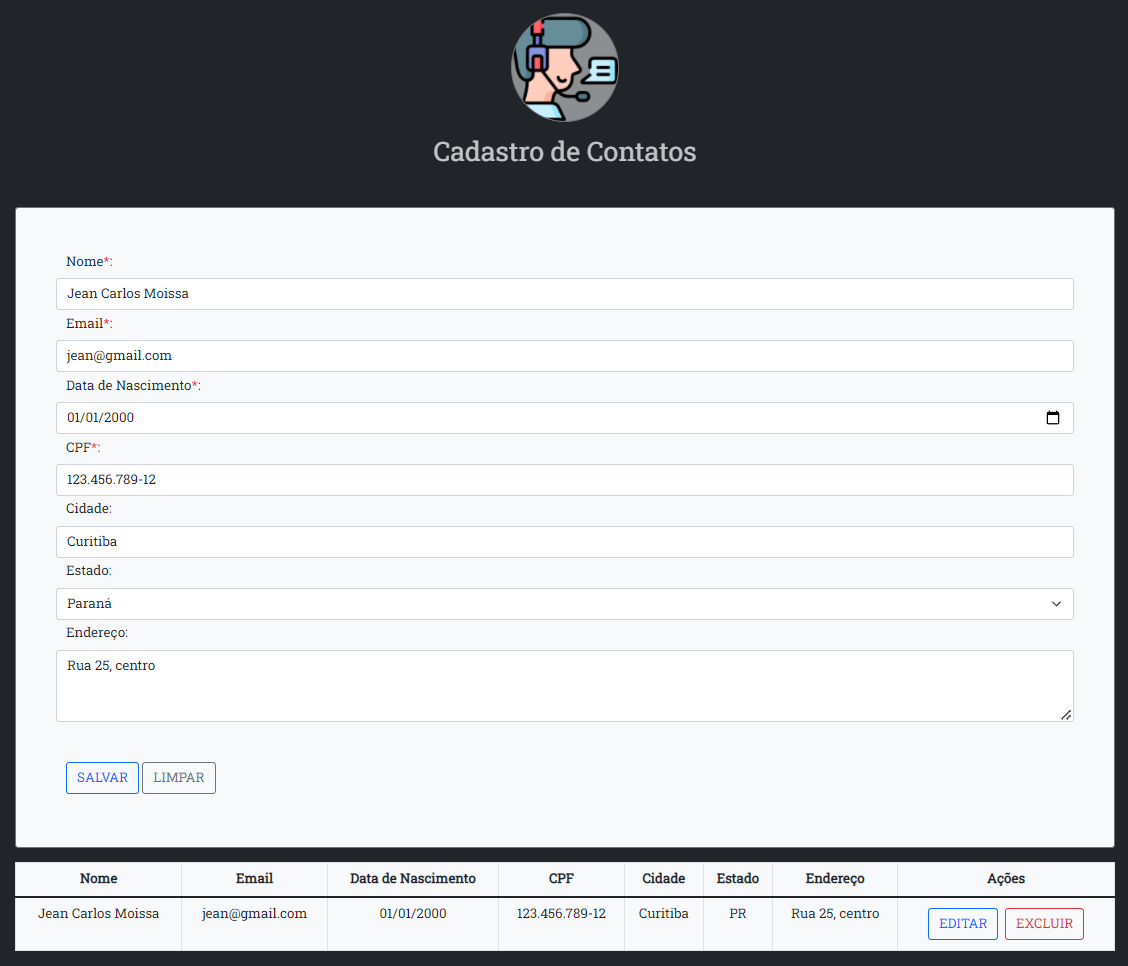 Cadastro de Contatos
Nome*:
Jean Carlos Moissa
Email*:
jean@gmail.com
Data de Nascimento*:
01/01/2000
CPF*:
123.456.789-12
Cidade:
Curitiba
Estado:
Paraná
Endereço:
Rua 25, centro
SALVAR LIMPAR
Nome Email Data de Nascimento CPF Cidade Estado Endereço Ações
Jean Carlos Moissa jean@gmail.com 01/01/2000 123.456.789-12 Curitiba PR Rua 25, centro EDITAR EXCLUIR